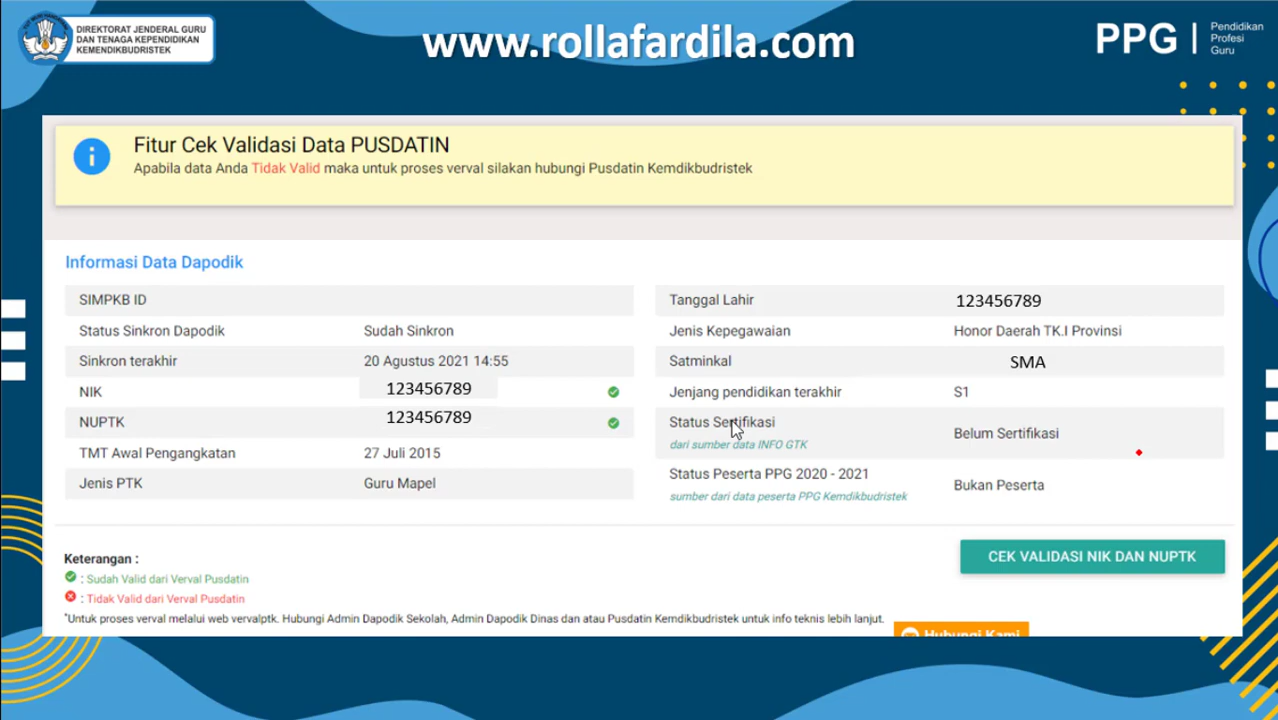 DIREKTORAT JENDERAL GURU
DAN TENAGA KEPENDIDIKAN
KEMENDIKBUDRISTEK
www.rollafardila.com
PPG
Pendidikan
Profesi
Guru
Fitur Cek Validasi Data PUSDATIN
Apabila data Anda Tidak Valid maka untuk proses verval silakan hubungi Pusdatin Kemdikbudristek
Informasi Data Dapodik
SIMPKB ID
Status Sinkron Dapodik Sudah Sinkron
Sinkron terakhir 20 Agustus 2021 14:55
NIK 123456789
NUPTK 123456789
TMT Awal Pengangkatan 27 Juli 2015
Jenis PTK Guru Mapel
Tanggal Lahir 123456789
Jenis Kepegawaian Honor Daerah TK.I Provinsi
Satminkal SMA
Jenjang pendidikan terakhir S1
Status Sertifikasi Belum Sertifikasi
dari sumber data INFO GTK
Status Peserta PPG 2020 - 2021 Bukan Peserta
sumber dari data peserta PPG Kemdikbudristek
CEK VALIDASI NIK DAN NUPTK
Keterangan :
: Sudah Valid dari Verval Pusdatin
: Tidak Valid dari Verval Pusdatin
*Untuk proses verval melalui web vervalptk. Hubungi Admin Dapodik Sekolah, Admin Dapodik Dinas dan atau Pusdatin Kemdikbudristek untuk info teknis lebih lanjut.
Hubungi Kami